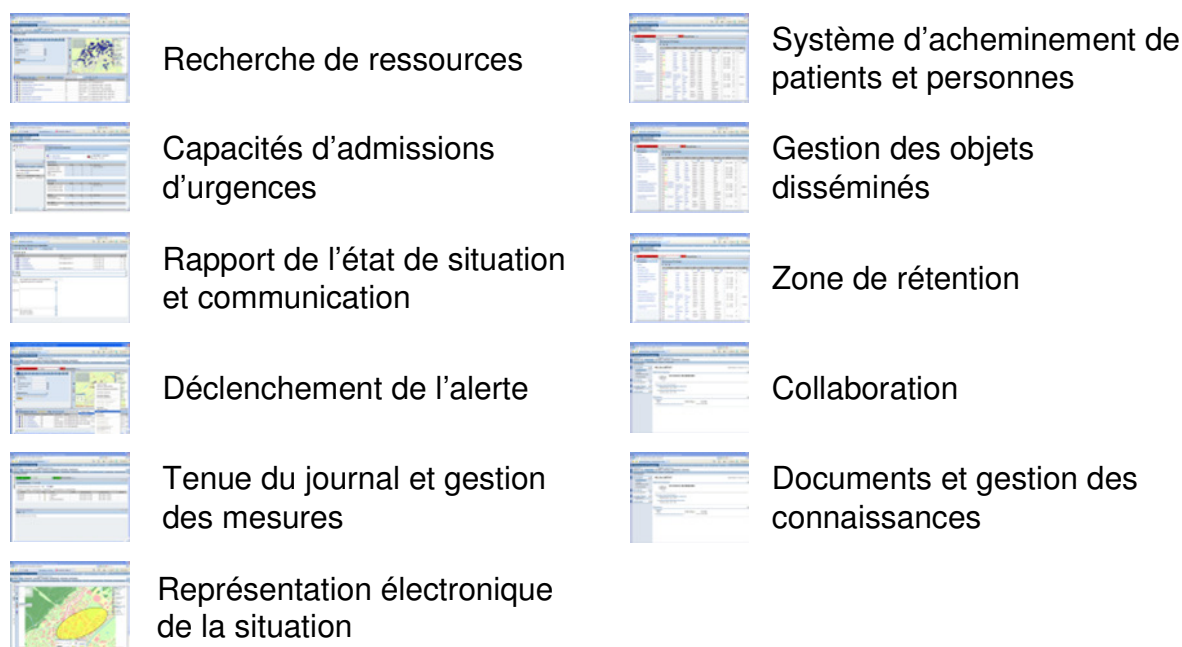 Recherche de ressources
Capacités d’admissions
d’urgences
Rapport de l’état de situation
et communication
Déclenchement de l’alerte
Tenue du journal et gestion
des mesures
Représentation électronique
de la situation
Système d’acheminement de
patients et personnes
Gestion des objets
disséminés
Zone de rétention
Collaboration
Documents et gestion des
connaissances